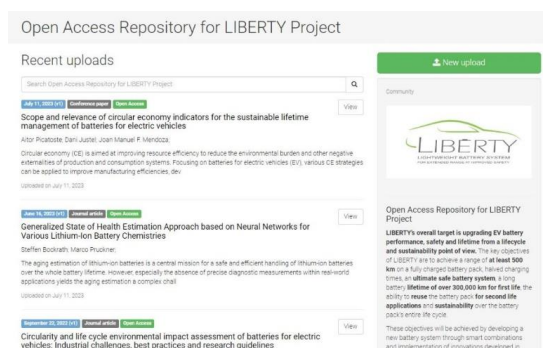 Open Access Repository for LIBERTY Project
Recent uploads
Search Open Access Repository for LIBERTY Project
July 11, 2023 (v1) Conference paper Open Access
View
Scope and relevance of circular economy indicators for the sustainable lifetime
management of batteries for electric vehicles
Aitor Picatoste; Dani Justel; Joan Manuel F. Mendoza;
Circular economy (CE) is aimed at improving resource efficiency to reduce the environmental burden and other negative
externalities of production and consumption systems. Focusing on batteries for electric vehicles (EV), various CE strategies
can be applied to improve manufacturing efficiencies, dev
Uploaded on July 11, 2023
June 16, 2023 (v1) Journal article Open Access
View
Generalized State of Health Estimation Approach based on Neural Networks for
Various Lithium-Ion Battery Chemistries
Steffen Bockrath; Marco Pruckner;
The aging estimation of lithium-ion batteries is a central mission for a safe and efficient handling of lithium-ion batteries
over the whole battery lifetime. However, especially the absence of precise diagnostic measurements within real-world
applications yields the aging estimation a complex chall
Uploaded on July 11, 2023
September 22, 2023 (v1) Journal article Open Access
View
Circularity and life cycle environmental impact assessment of batteries for electric
vehicles: Industrial challenges, best practices and research guidelines
New upload
Community
LIBERTY
LIGHTWEIGHT BATTERY SYSTEM
FOR EXTENDED RANGE AT IMPROVED SAFETY
Open Access Repository for LIBERTY
Project
LIBERTY's overall target is upgrading EV battery
performance, safety and lifetime from a lifecycle
and sustainability point of view. The key objectives
of LIBERTY are to achieve a range of at least 500
km on a fully charged battery pack, halved charging
times, an ultimate safe battery system, a long
battery lifetime of over 300,000 km for first life, the
ability to reuse the battery pack for second life
applications and sustainability over the battery
pack's entire life cycle.
These objectives will be achieved by developing a
new battery system through smart combinations
and implementation of innovations developed in